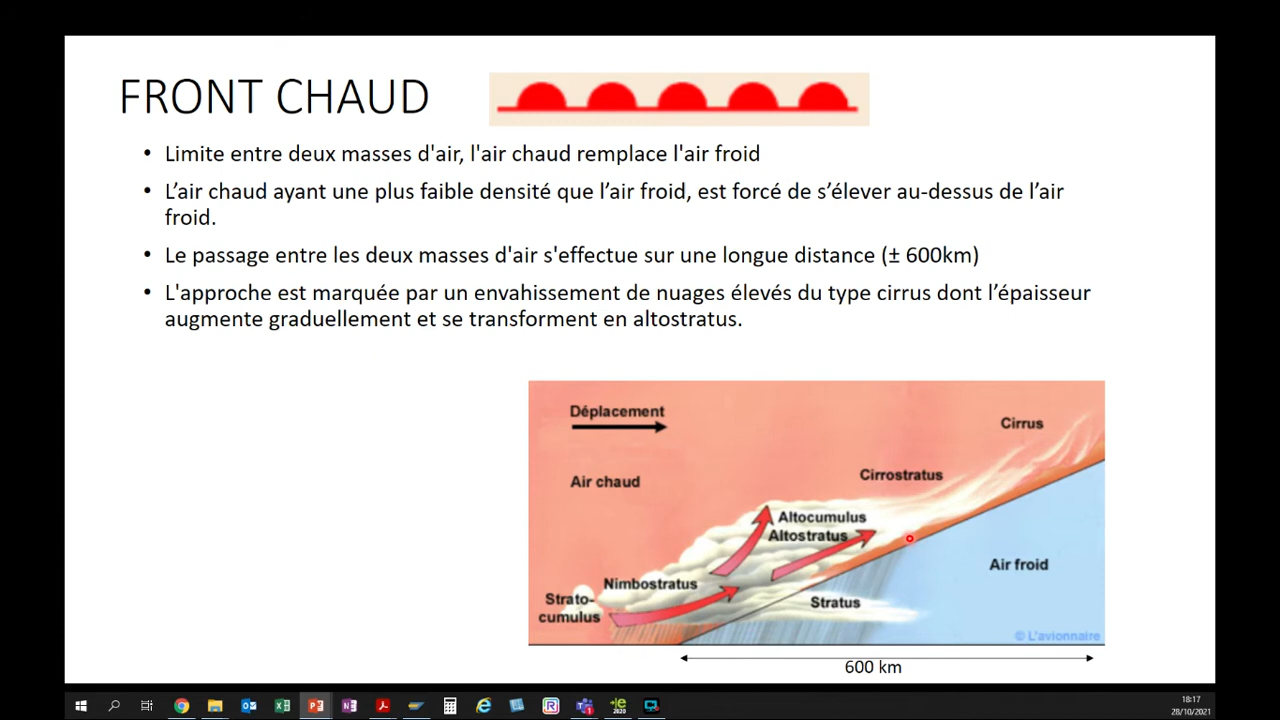 FRONT CHAUD
• Limite entre deux masses d'air, l'air chaud remplace l'air froid
• L’air chaud ayant une plus faible densité que l’air froid, est forcé de s’élever au-dessus de l’air
froid.
• Le passage entre les deux masses d'air s'effectue sur une longue distance (± 600km)
• L'approche est marquée par un envahissement de nuages élevés du type cirrus dont l’épaisseur
augmente graduellement et se transforment en altostratus.
Déplacement
Cirrus
Cirrostratus
Air chaud
Altocumulus
Altostratus
Air froid
Nimbostratus
Strato-
cumulus
Stratus
© L'avionnaire
600 km
18:17
28/10/2021